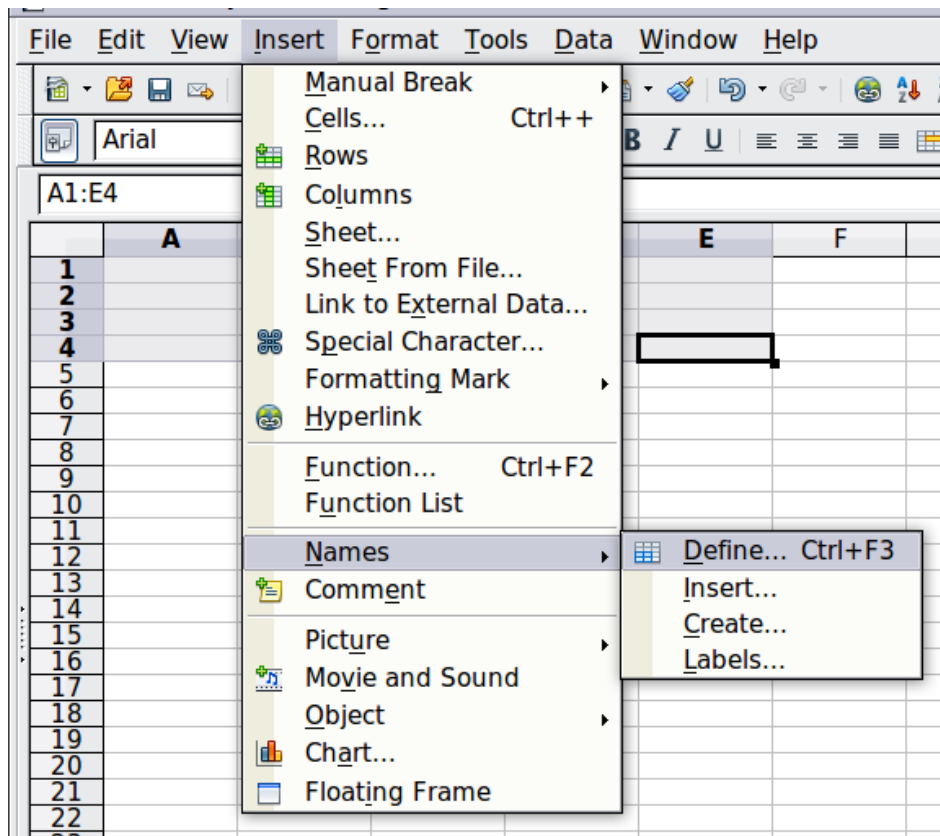 File Edit View Insert Format Tools Data Window Help
Arial
B I U
A1:E4
A E F
1
2
3
4
5
6
7
8
9
10
11
12
13
14
15
16
17
18
19
20
21
22
Manual Break
Cells... Ctrl++
Rows
Columns
Sheet...
Sheet From File...
Link to External Data...
Special Character...
Formatting Mark
Hyperlink
Function... Ctrl+F2
Function List
Names
Comment
Picture
Movie and Sound
Object
Chart...
Floating Frame
Define... Ctrl+F3
Insert...
Create...
Labels...